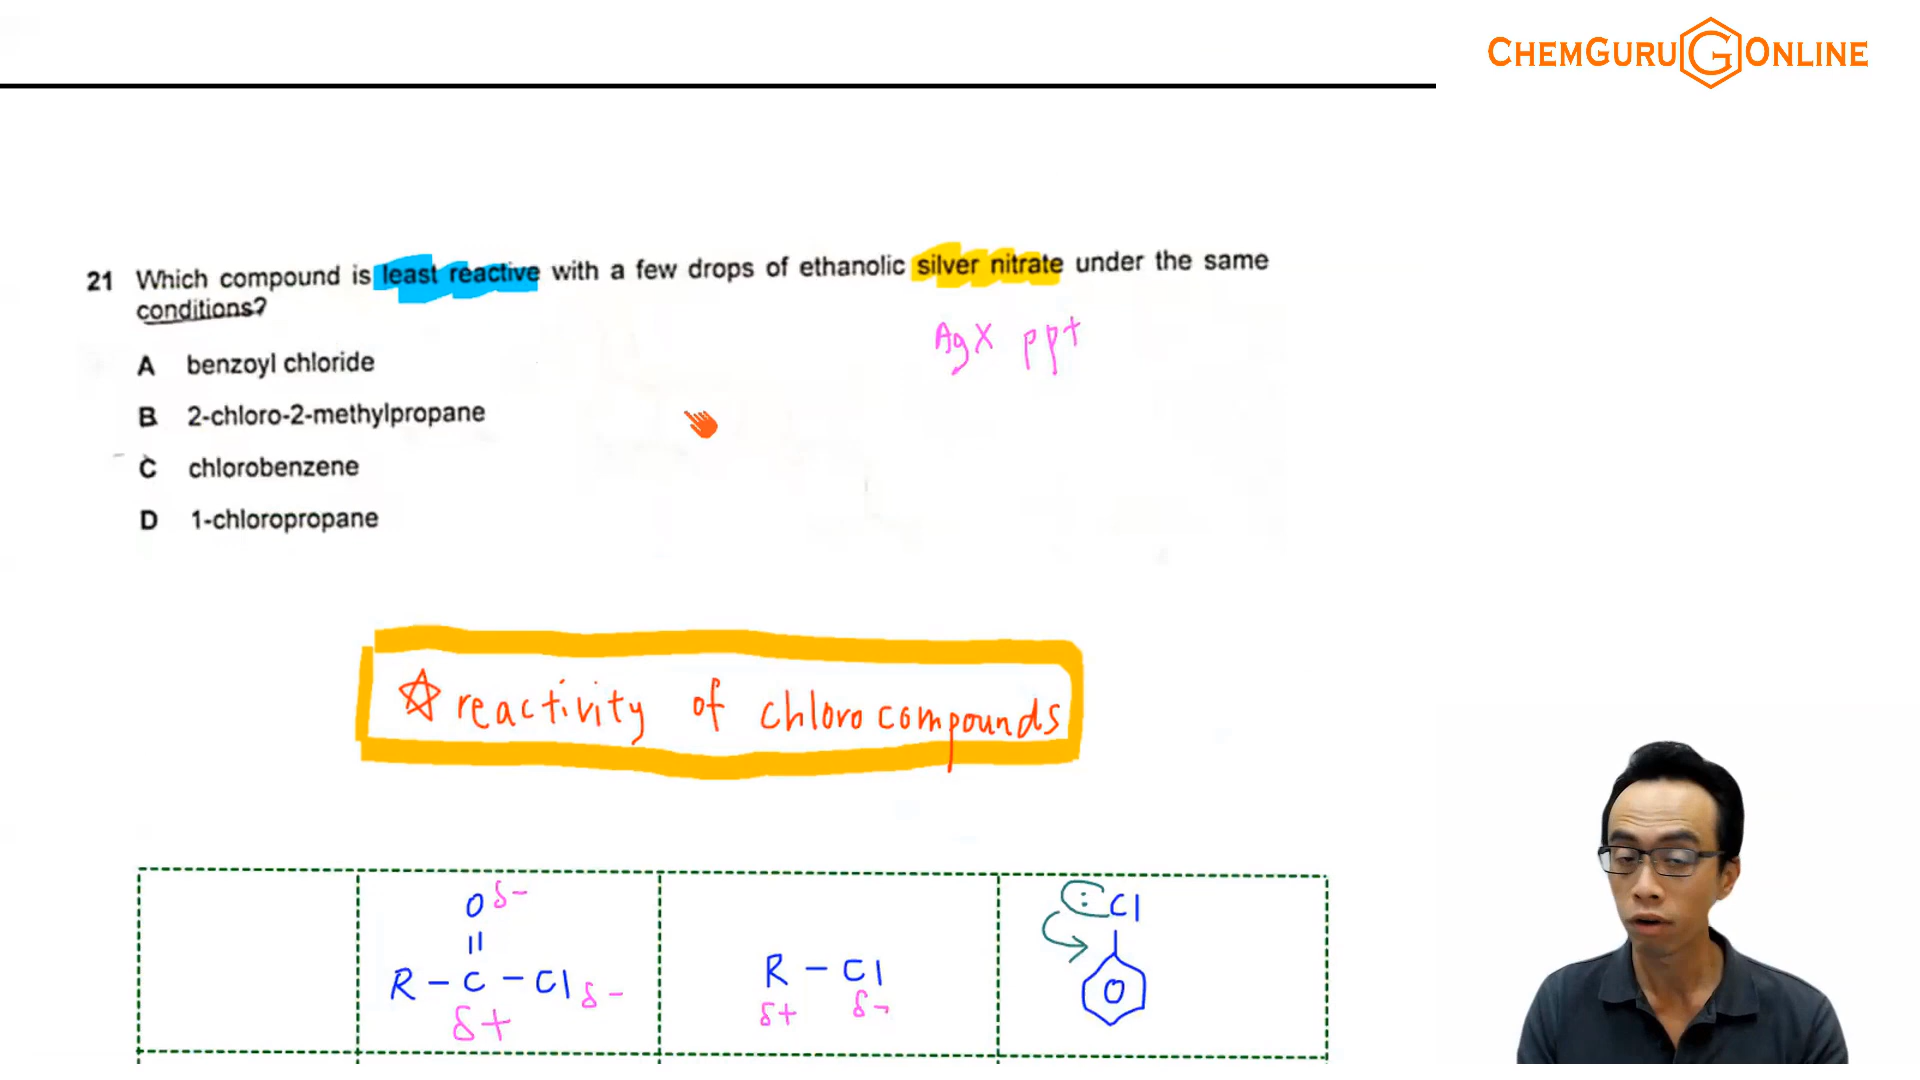 CHEMGURU G ONLINE
21 Which compound is least reactive with a few drops of ethanolic silver nitrate under the same
conditions?
AgX ppt
A benzoyl chloride
B 2-chloro-2-methylpropane
C chlorobenzene
D 1-chloropropane
☆ reactivity of chloro compounds
O δ-
||
R - C - Cl δ-
δ+
R - Cl
δ+ δ-
: Cl